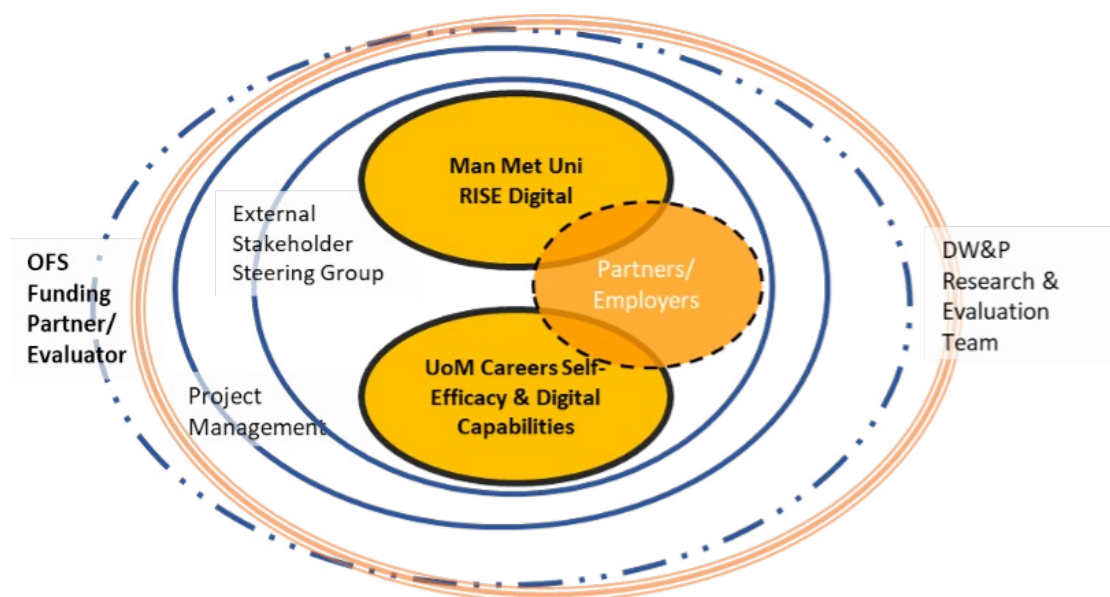 Man Met Uni
RISE Digital
External
Stakeholder
Steering Group
Partners/
Employers
OFS
Funding
Partner/
Evaluator
DW&P
Research &
Evaluation
Team
UoM Careers Self-
Efficacy & Digital
Capabilities
Project
Management